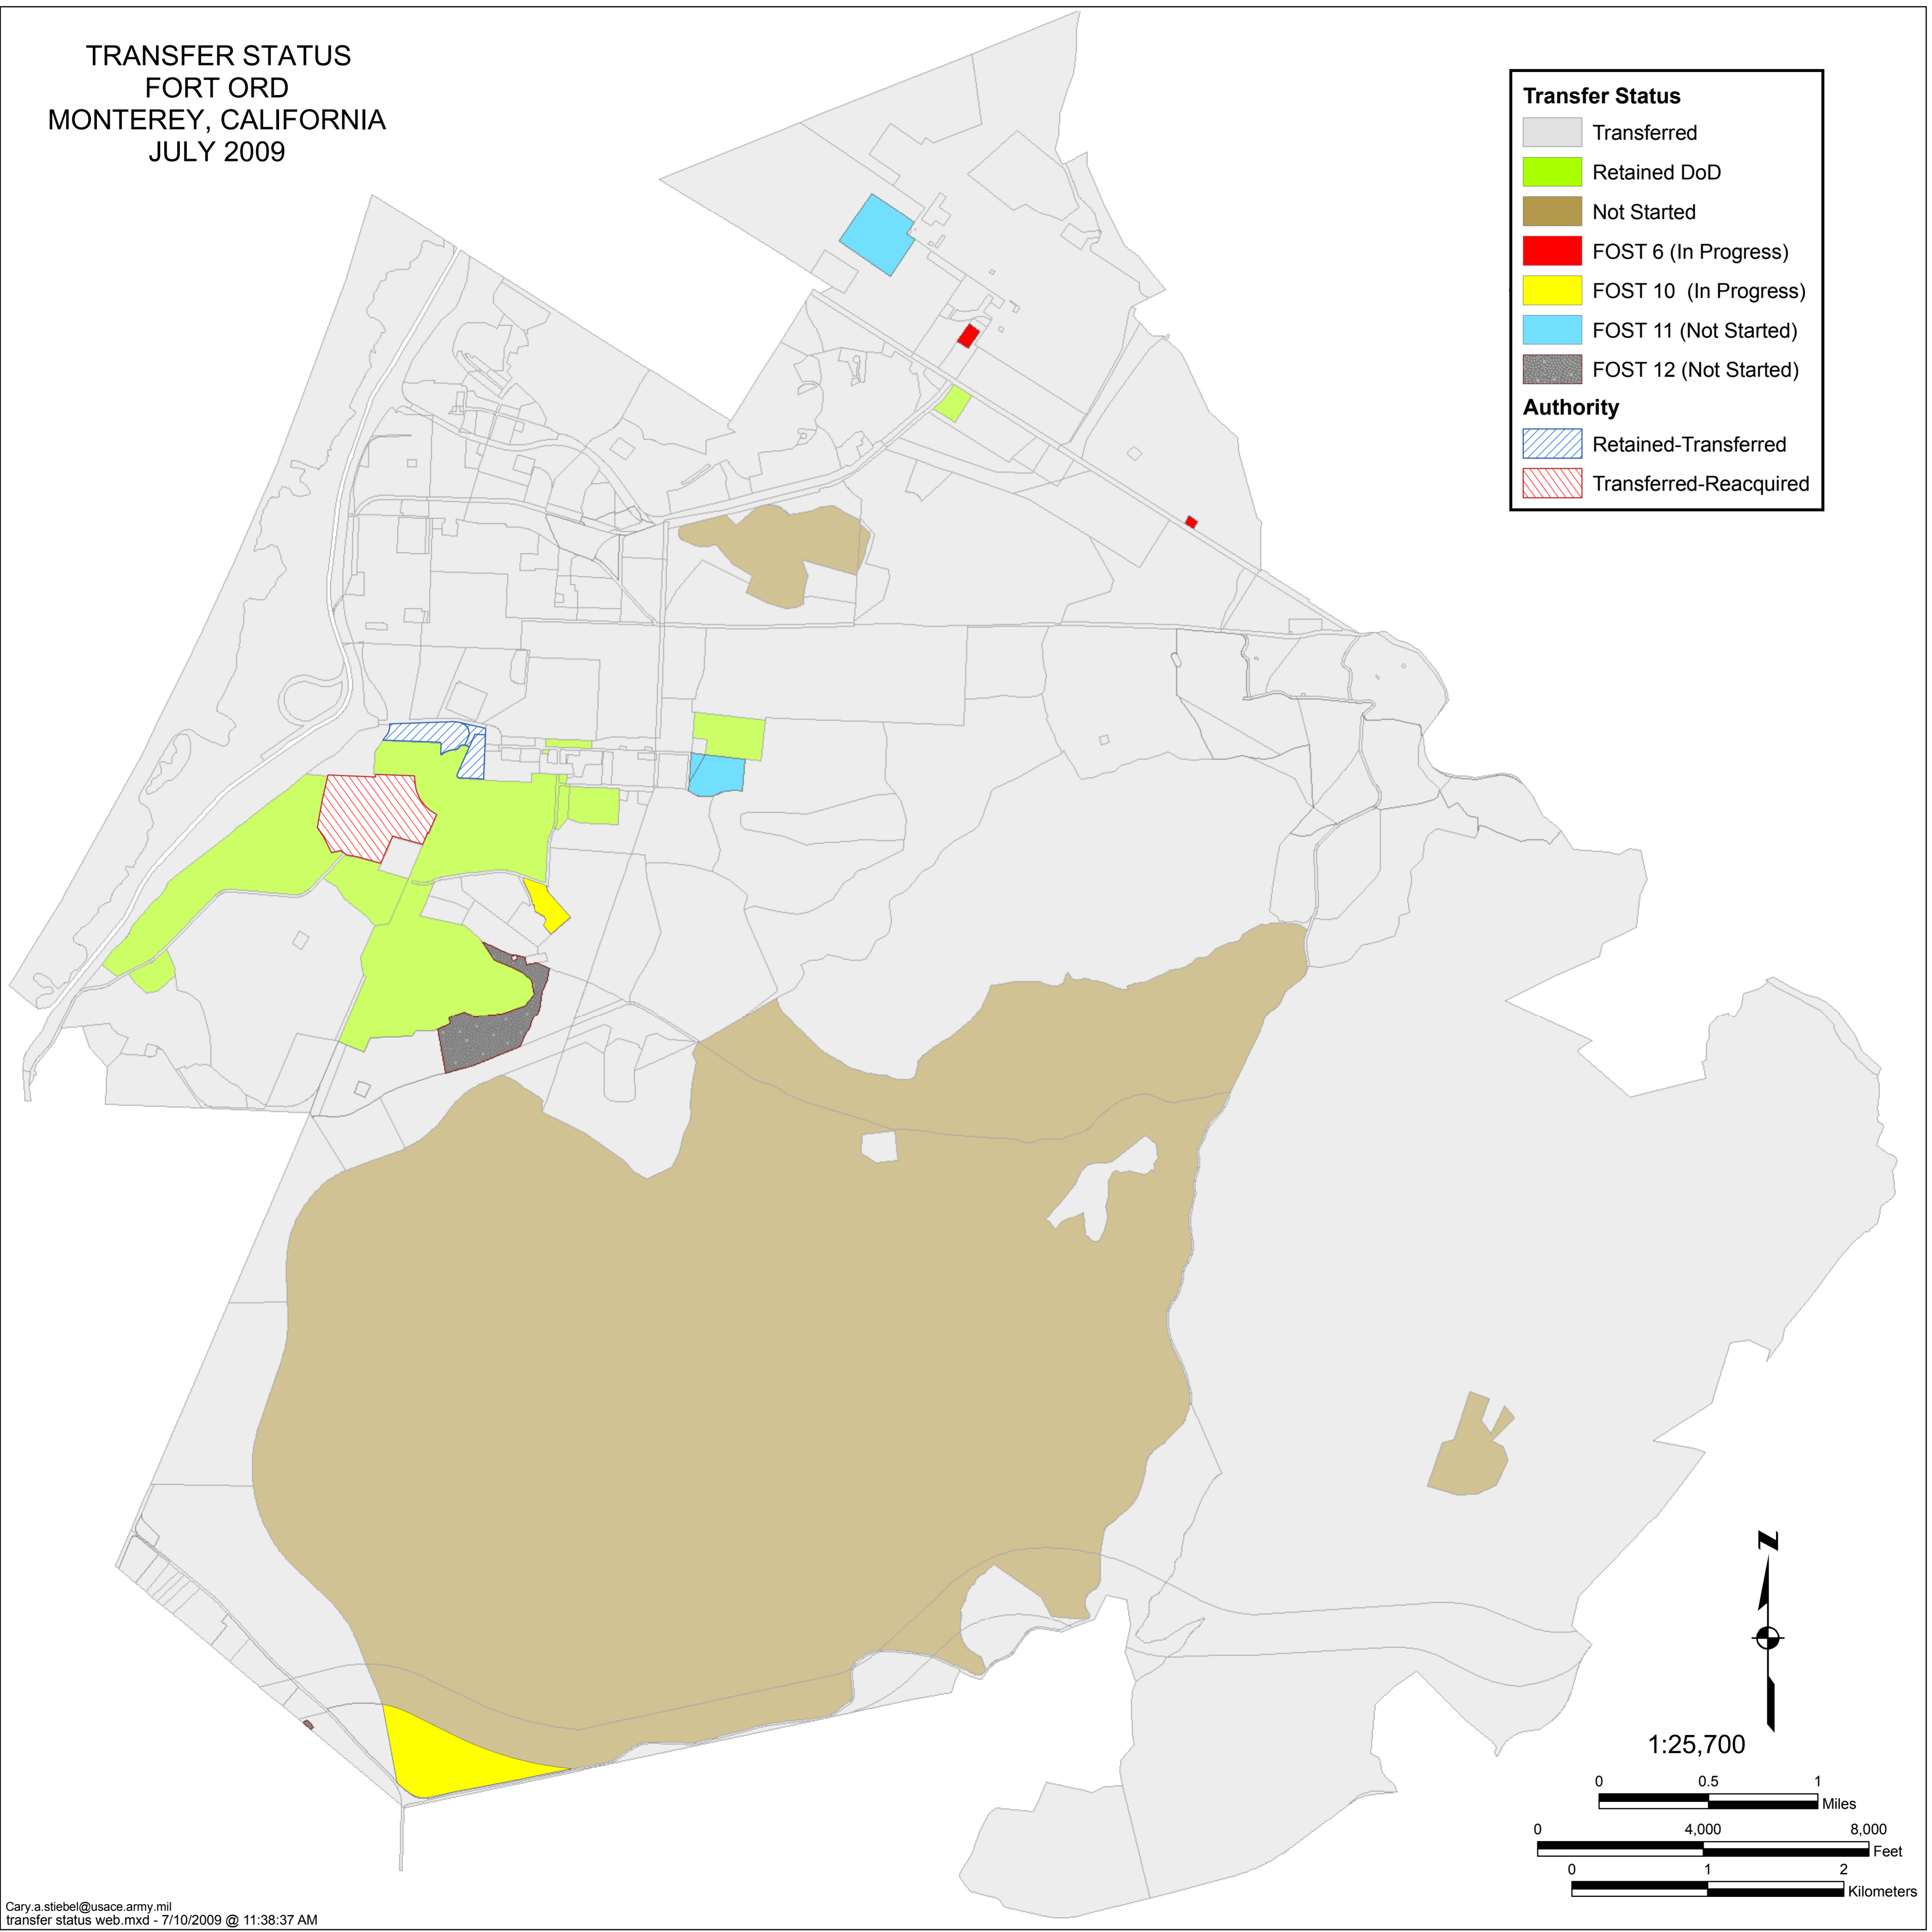 TRANSFER STATUS
FORT ORD
MONTEREY, CALIFORNIA
JULY 2009
Transfer Status
Transferred
Retained DoD
Not Started
FOST 6 (In Progress)
FOST 10 (In Progress)
FOST 11 (Not Started)
FOST 12 (Not Started)
Authority
Retained-Transferred
Transferred-Reacquired
N
1:25,700
0 0.5 1
Miles
0 4,000 8,000
Feet
0 1 2
Kilometers
Cary.a.stiebel@usace.army.mil
transfer status web.mxd - 7/10/2009 @ 11:38:37 AM